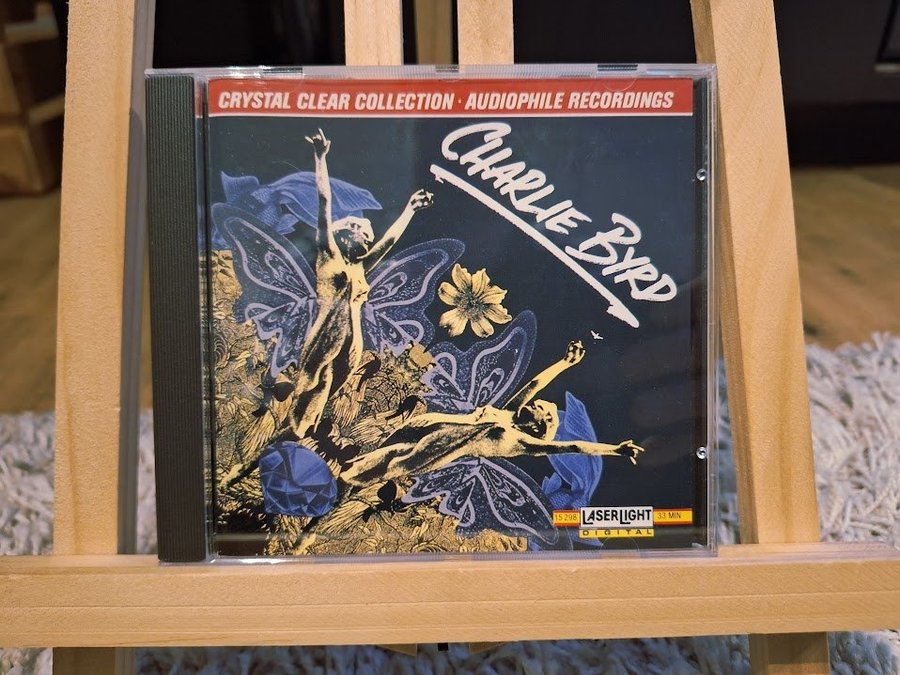 CRYSTAL CLEAR COLLECTION · AUDIOPHILE RECORDINGS
CHARLIE BYRD
15 298 LASERLIGHT 33 MIN
DIGITAL